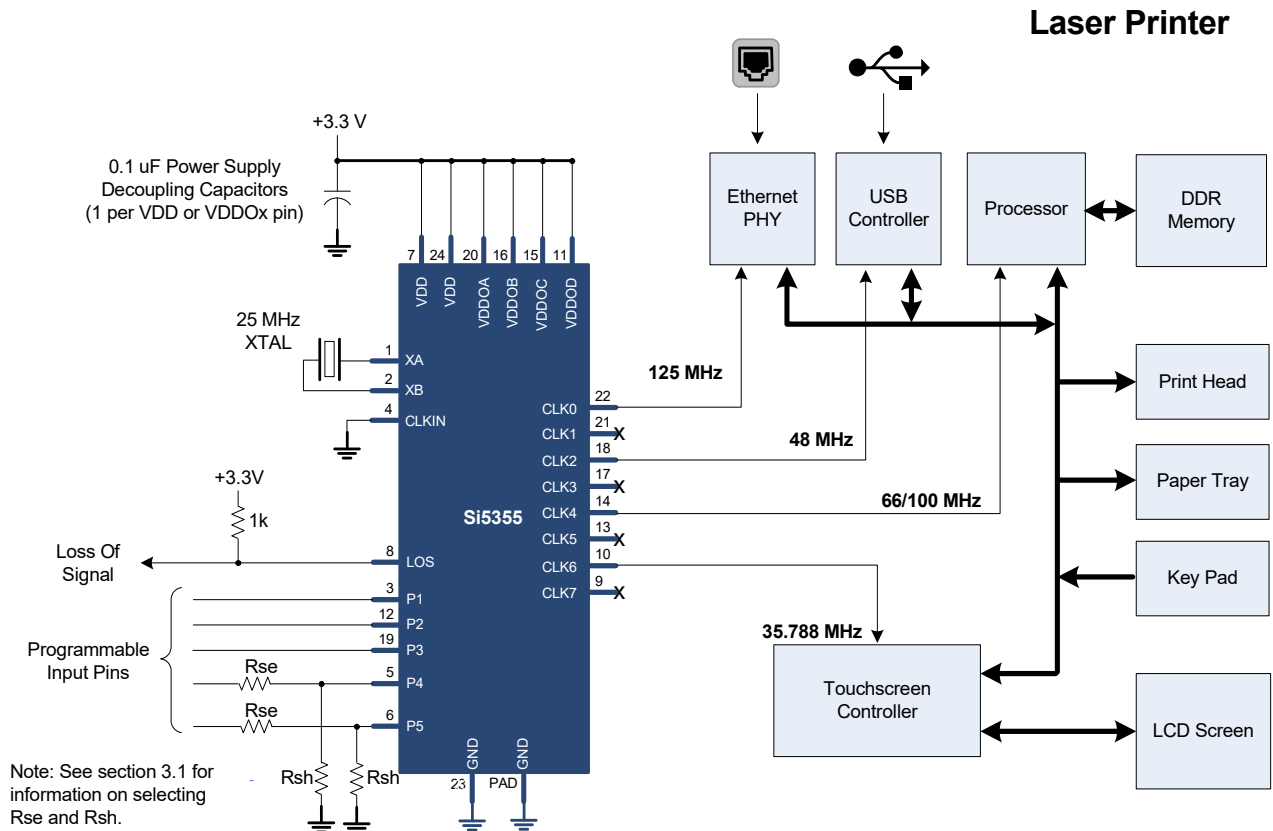 Laser Printer
+3.3 V
0.1 uF Power Supply
Decoupling Capacitors
(1 per VDD or VDDOx pin)
7
24
20
16
15
11
VDD
VDD
VDDOA
VDDOB
VDDOC
VDDOD
25 MHz
XTAL
1
XA
2
XB
4
CLKIN
+3.3V
1k
Loss Of
Signal
8
LOS
Programmable
Input Pins
3
P1
12
P2
19
P3
Rse
5
P4
Rse
6
P5
Rsh
Rsh
Note: See section 3.1 for
information on selecting
Rse and Rsh.
Si5355
GND
GND
23
PAD
CLK0
22
CLK1
21
X
CLK2
18
CLK3
17
X
CLK4
14
CLK5
13
X
CLK6
10
CLK7
9
X
125 MHz
48 MHz
66/100 MHz
35.788 MHz
Ethernet
PHY
USB
Controller
Processor
DDR
Memory
Print Head
Paper Tray
Key Pad
Touchscreen
Controller
LCD Screen